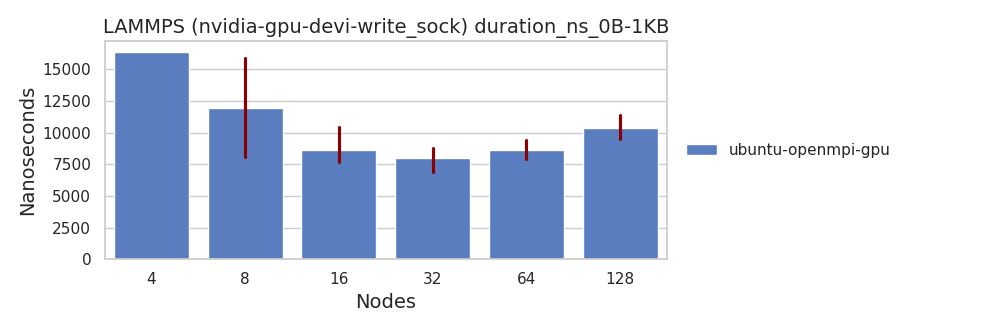 LAMMPS (nvidia-gpu-devi-write_sock) duration_ns_0B-1KB
Nanoseconds
15000
12500
10000
7500
5000
2500
0
4 8 16 32 64 128
Nodes
ubuntu-openmpi-gpu